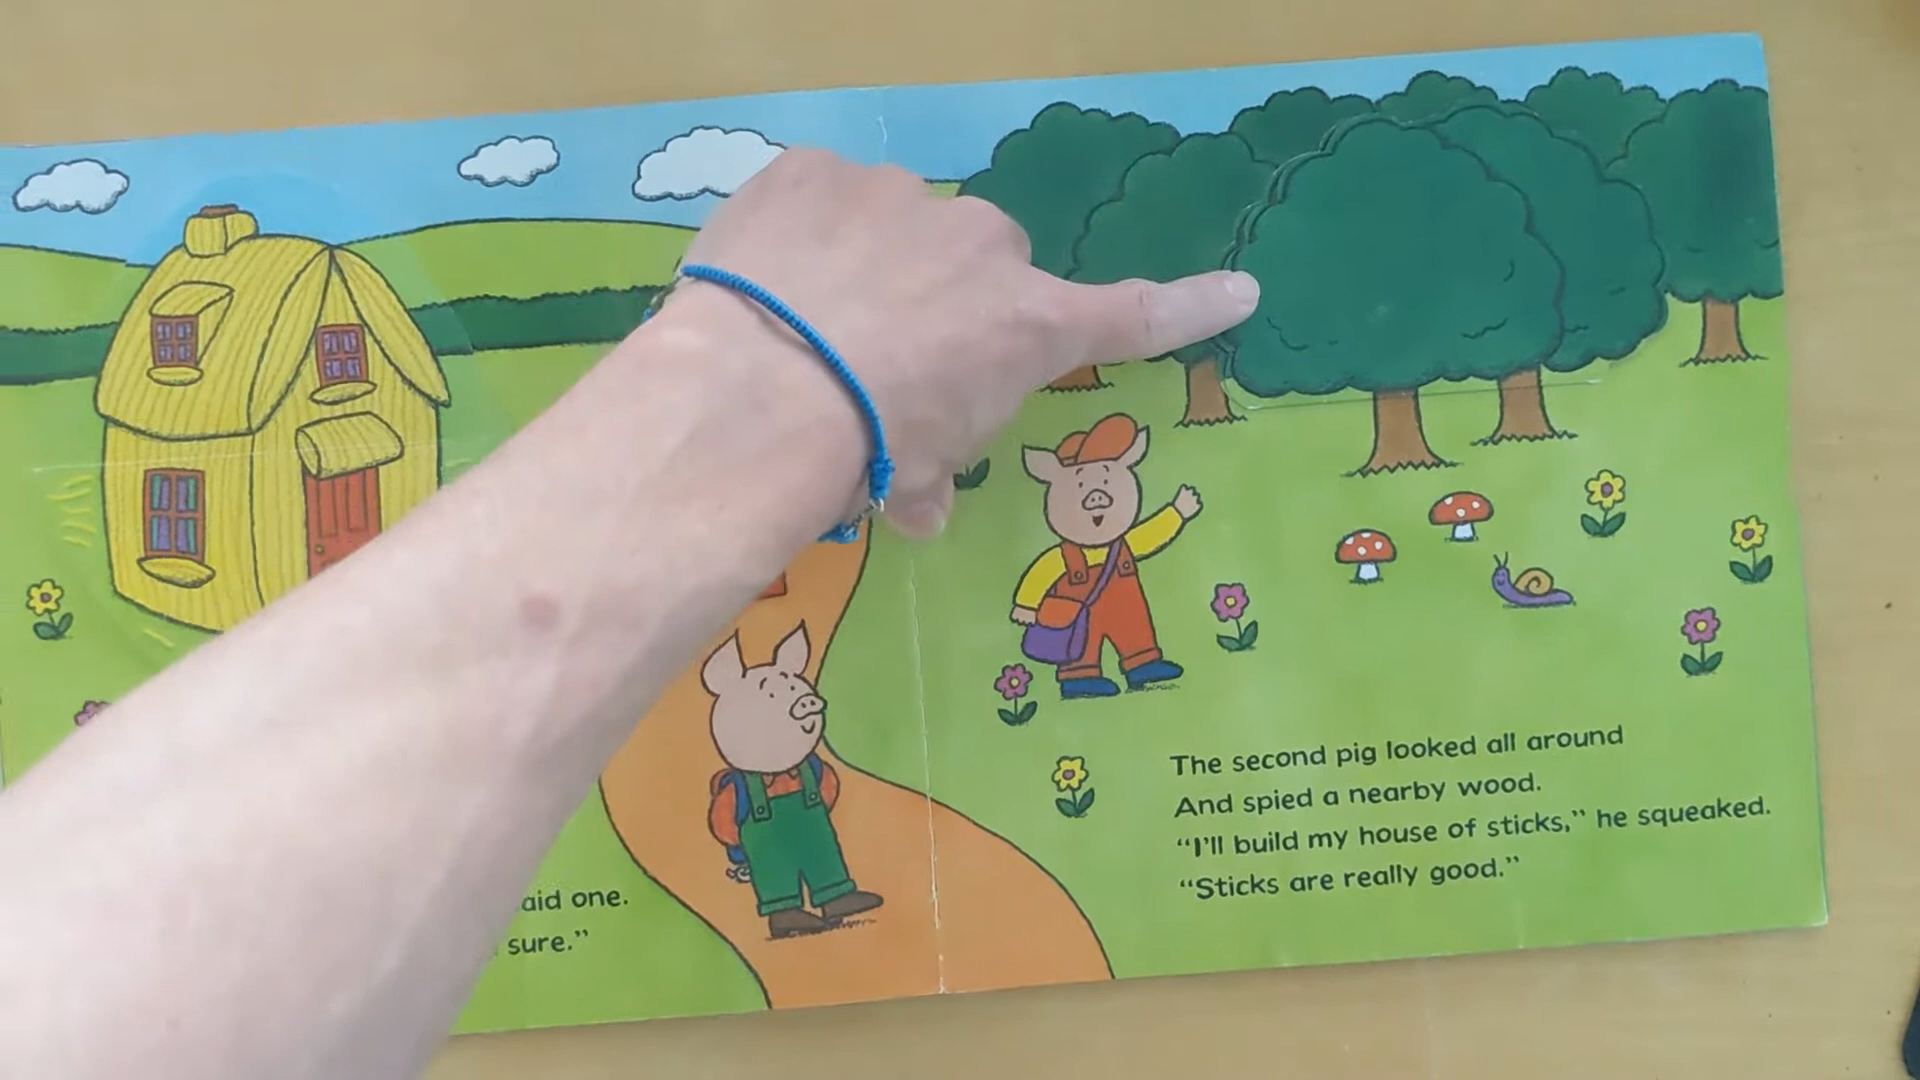 aid one.
sure.”
The second pig looked all around
And spied a nearby wood.
“I’ll build my house of sticks,” he squeaked.
“Sticks are really good.”